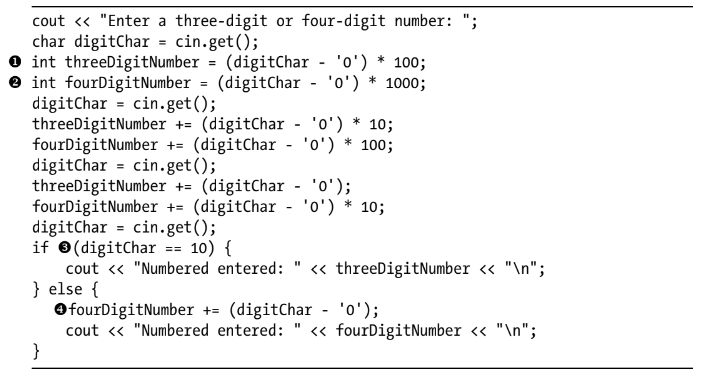 cout << "Enter a three-digit or four-digit number: ";
char digitChar = cin.get();
❶ int threeDigitNumber = (digitChar - '0') * 100;
❷ int fourDigitNumber = (digitChar - '0') * 1000;
digitChar = cin.get();
threeDigitNumber += (digitChar - '0') * 10;
fourDigitNumber += (digitChar - '0') * 100;
digitChar = cin.get();
threeDigitNumber += (digitChar - '0');
fourDigitNumber += (digitChar - '0') * 10;
digitChar = cin.get();
if ❸(digitChar == 10) {
    cout << "Numbered entered: " << threeDigitNumber << "\n";
} else {
   ❹fourDigitNumber += (digitChar - '0');
    cout << "Numbered entered: " << fourDigitNumber << "\n";
}